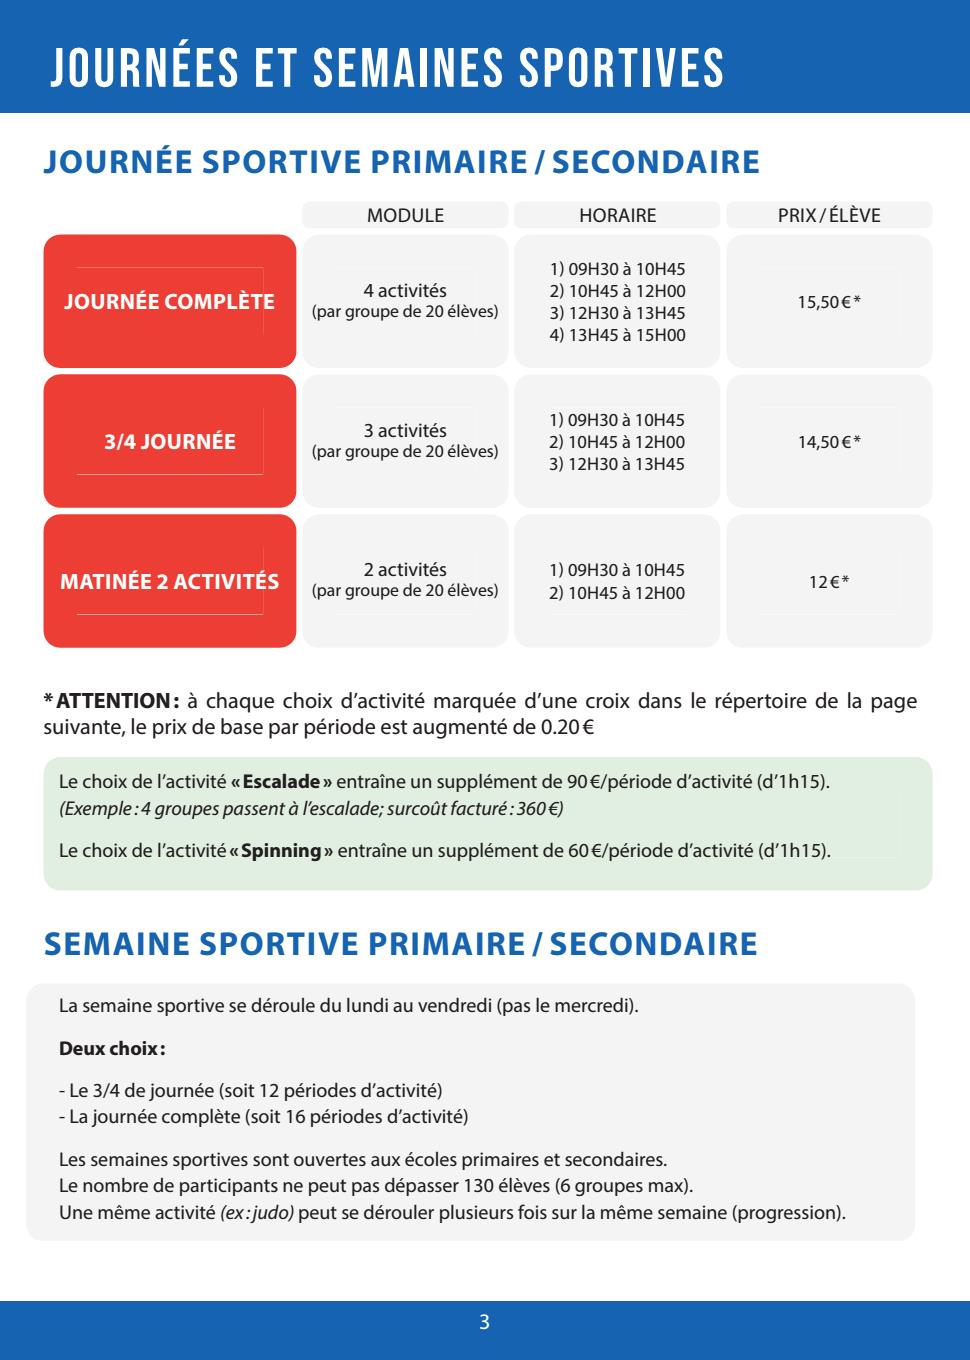 JOURNÉES ET SEMAINES SPORTIVES
JOURNÉE SPORTIVE PRIMAIRE / SECONDAIRE
MODULE HORAIRE PRIX / ÉLÈVE
JOURNÉE COMPLÈTE
4 activités
(par groupe de 20 élèves)
1) 09H30 à 10H45
2) 10H45 à 12H00
3) 12H30 à 13H45
4) 13H45 à 15H00
15,50 € *
3/4 JOURNÉE
3 activités
(par groupe de 20 élèves)
1) 09H30 à 10H45
2) 10H45 à 12H00
3) 12H30 à 13H45
14,50 € *
MATINÉE 2 ACTIVITÉS
2 activités
(par groupe de 20 élèves)
1) 09H30 à 10H45
2) 10H45 à 12H00
12 € *
* ATTENTION : à chaque choix d’activité marquée d’une croix dans le répertoire de la page
suivante, le prix de base par période est augmenté de 0.20 €
Le choix de l’activité « Escalade » entraîne un supplément de 90 €/période d’activité (d’1h15).
(Exemple : 4 groupes passent à l’escalade; surcoût facturé : 360 €)
Le choix de l’activité « Spinning » entraîne un supplément de 60 €/période d’activité (d’1h15).
SEMAINE SPORTIVE PRIMAIRE / SECONDAIRE
La semaine sportive se déroule du lundi au vendredi (pas le mercredi).
Deux choix :
- Le 3/4 de journée (soit 12 périodes d’activité)
- La journée complète (soit 16 périodes d’activité)
Les semaines sportives sont ouvertes aux écoles primaires et secondaires.
Le nombre de participants ne peut pas dépasser 130 élèves (6 groupes max).
Une même activité (ex : judo) peut se dérouler plusieurs fois sur la même semaine (progression).
3